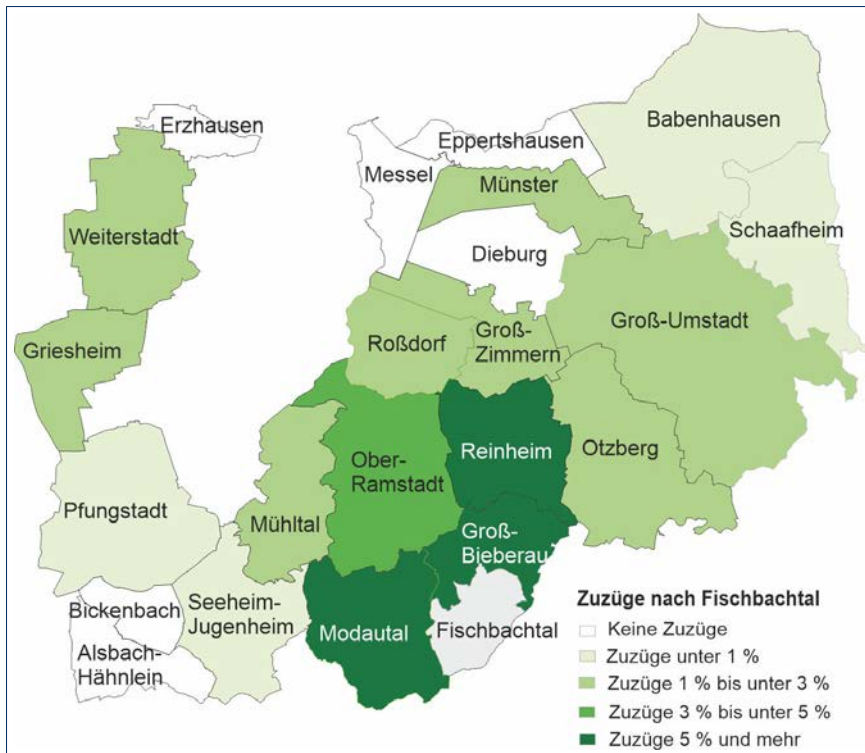 Erzhausen
Eppertshausen
Babenhausen
Messel
Münster
Weiterstadt
Schaafheim
Dieburg
Griesheim
Roßdorf
Groß-
Zimmern
Groß-Umstadt
Ober-
Ramstadt
Reinheim
Otzberg
Pfungstadt
Mühltal
Groß-
Bieberau
Bickenbach
Seeheim-
Jugenheim
Alsbach-
Hähnlein
Modautal
Fischbachtal
Zuzüge nach Fischbachtal
Keine Zuzüge
Zuzüge unter 1 %
Zuzüge 1 % bis unter 3 %
Zuzüge 3 % bis unter 5 %
Zuzüge 5 % und mehr